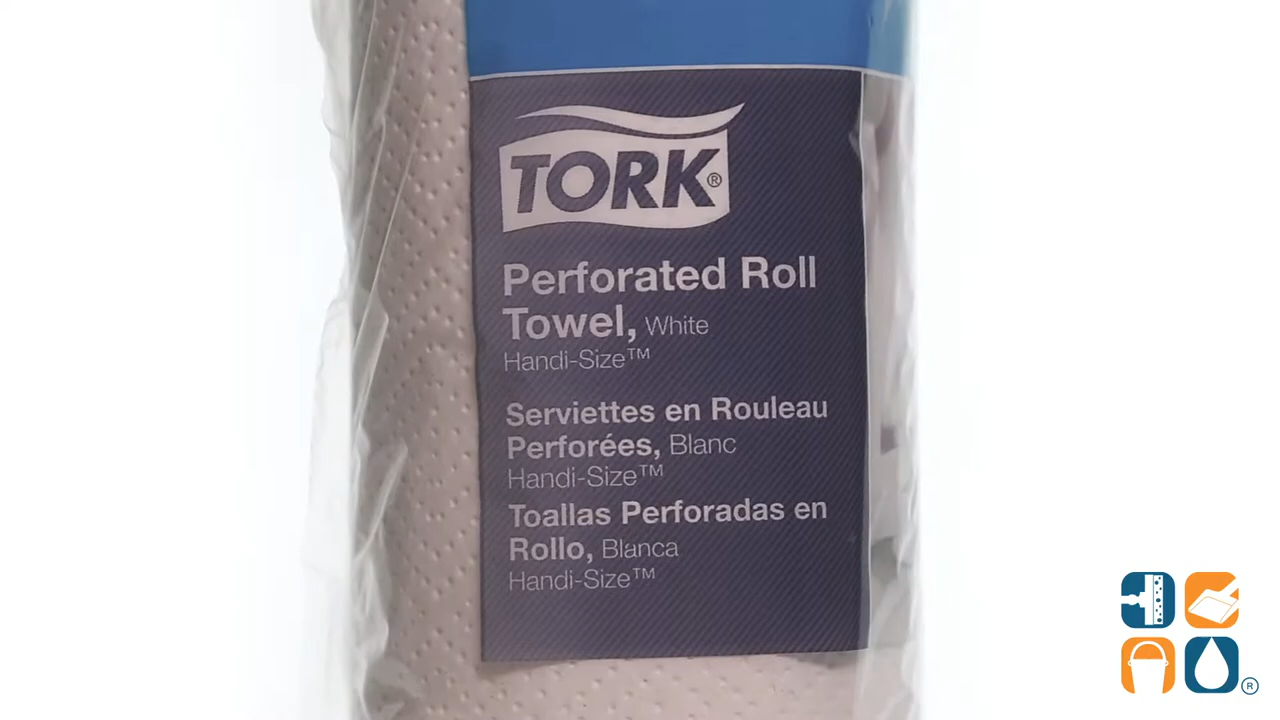 TORK®
Perforated Roll
Towel, White
Handi-Size™
Serviettes en Rouleau
Perforées, Blanc
Handi-Size™
Toallas Perforadas en
Rollo, Blanca
Handi-Size™
®